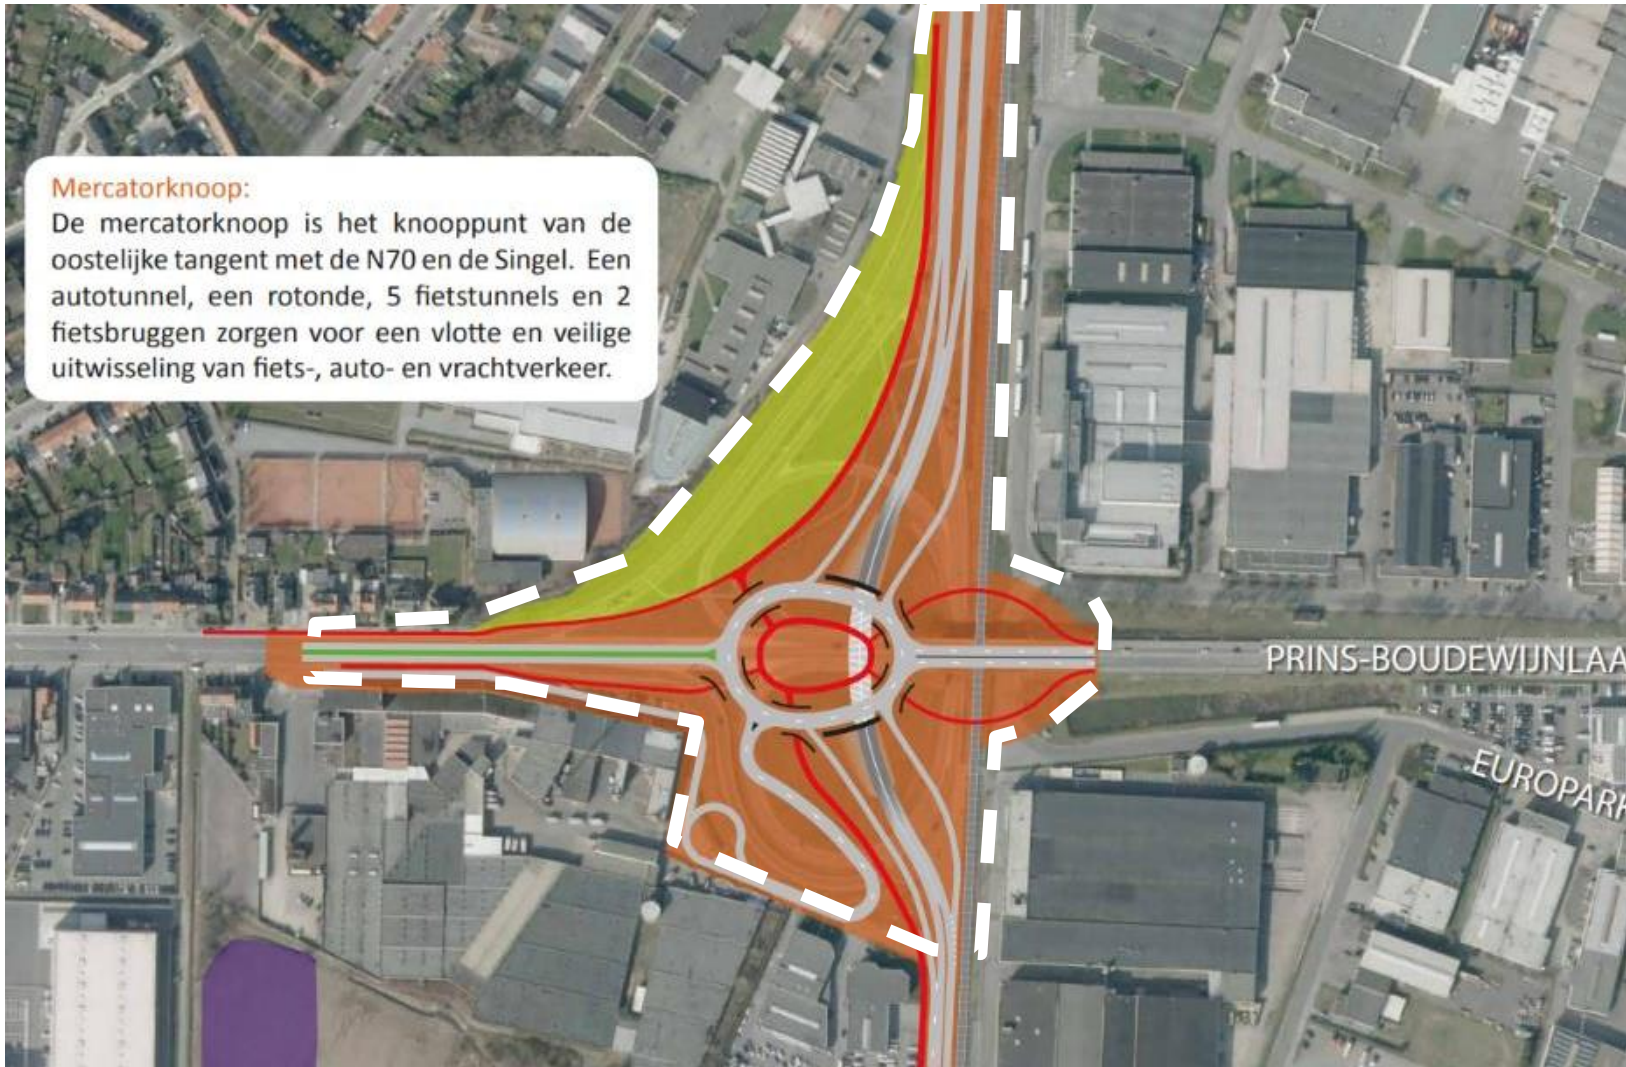 Mercatorknoop:
De mercatorknoop is het knooppunt van de
oostelijke tangent met de N70 en de Singel. Een
autotunnel, een rotonde, 5 fietstunnels en 2
fietsbruggen zorgen voor een vlotte en veilige
uitwisseling van fiets-, auto- en vrachtverkeer.
PRINS-BOUDEWIJNLAA
EUROPARK